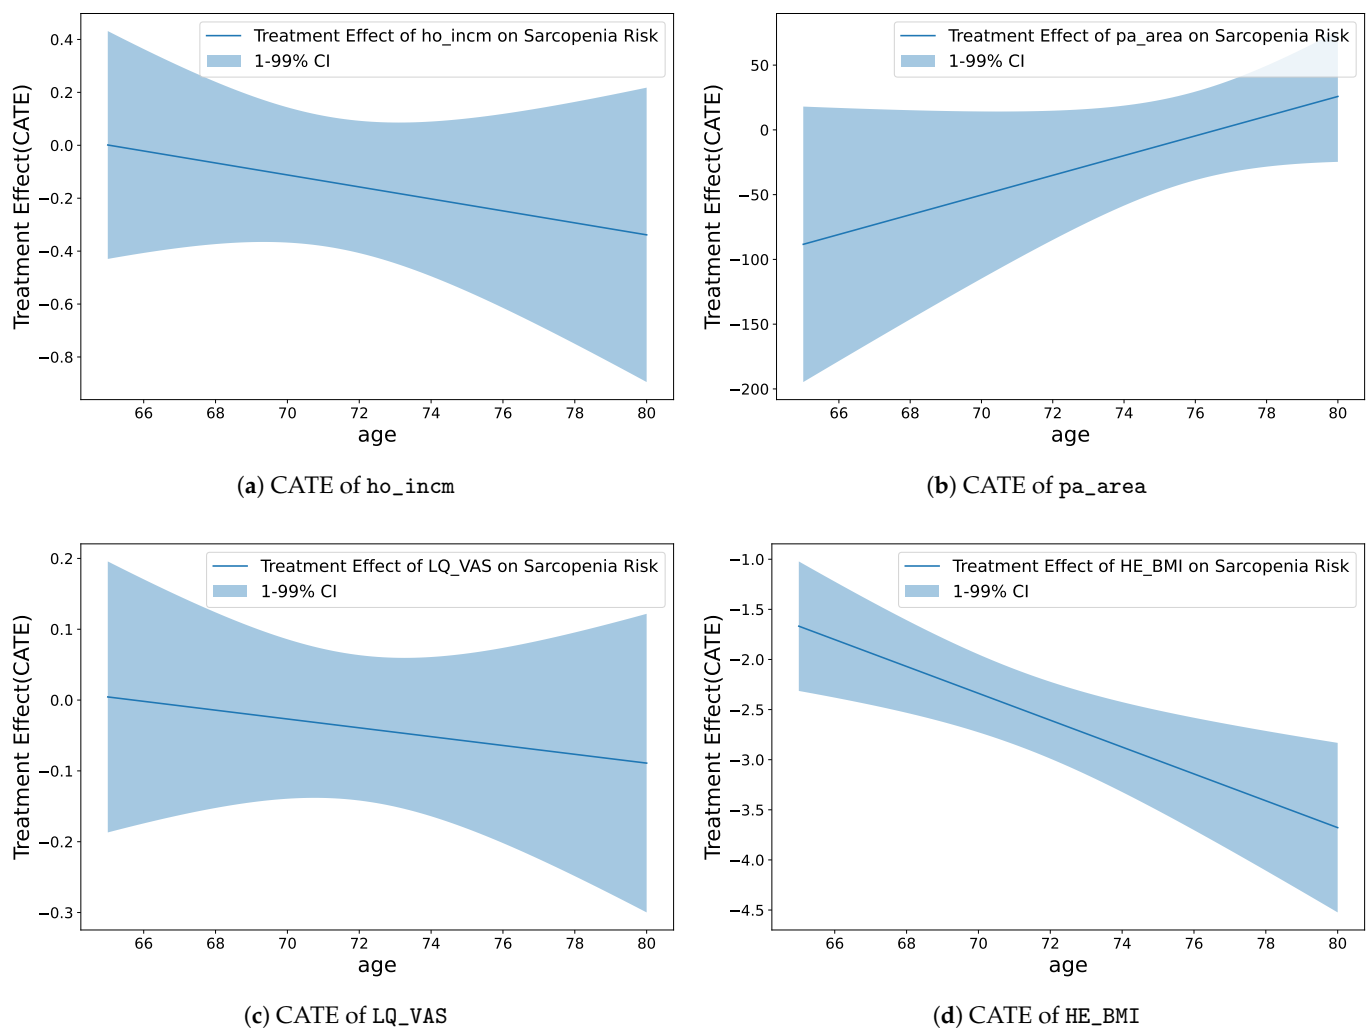 Treatment Effect(CATE)
0.4
0.2
0.0
−0.2
−0.4
−0.6
−0.8
Treatment Effect of ho_incm on Sarcopenia Risk
1-99% CI
66 68 70 72 74 76 78 80
age
(a) CATE of ho_incm
Treatment Effect(CATE)
50
0
−50
−100
−150
−200
Treatment Effect of pa_area on Sarcopenia Risk
1-99% CI
66 68 70 72 74 76 78 80
age
(b) CATE of pa_area
Treatment Effect(CATE)
0.2
0.1
0.0
−0.1
−0.2
−0.3
Treatment Effect of LQ_VAS on Sarcopenia Risk
1-99% CI
66 68 70 72 74 76 78 80
age
(c) CATE of LQ_VAS
Treatment Effect(CATE)
−1.0
−1.5
−2.0
−2.5
−3.0
−3.5
−4.0
−4.5
Treatment Effect of HE_BMI on Sarcopenia Risk
1-99% CI
66 68 70 72 74 76 78 80
age
(d) CATE of HE_BMI